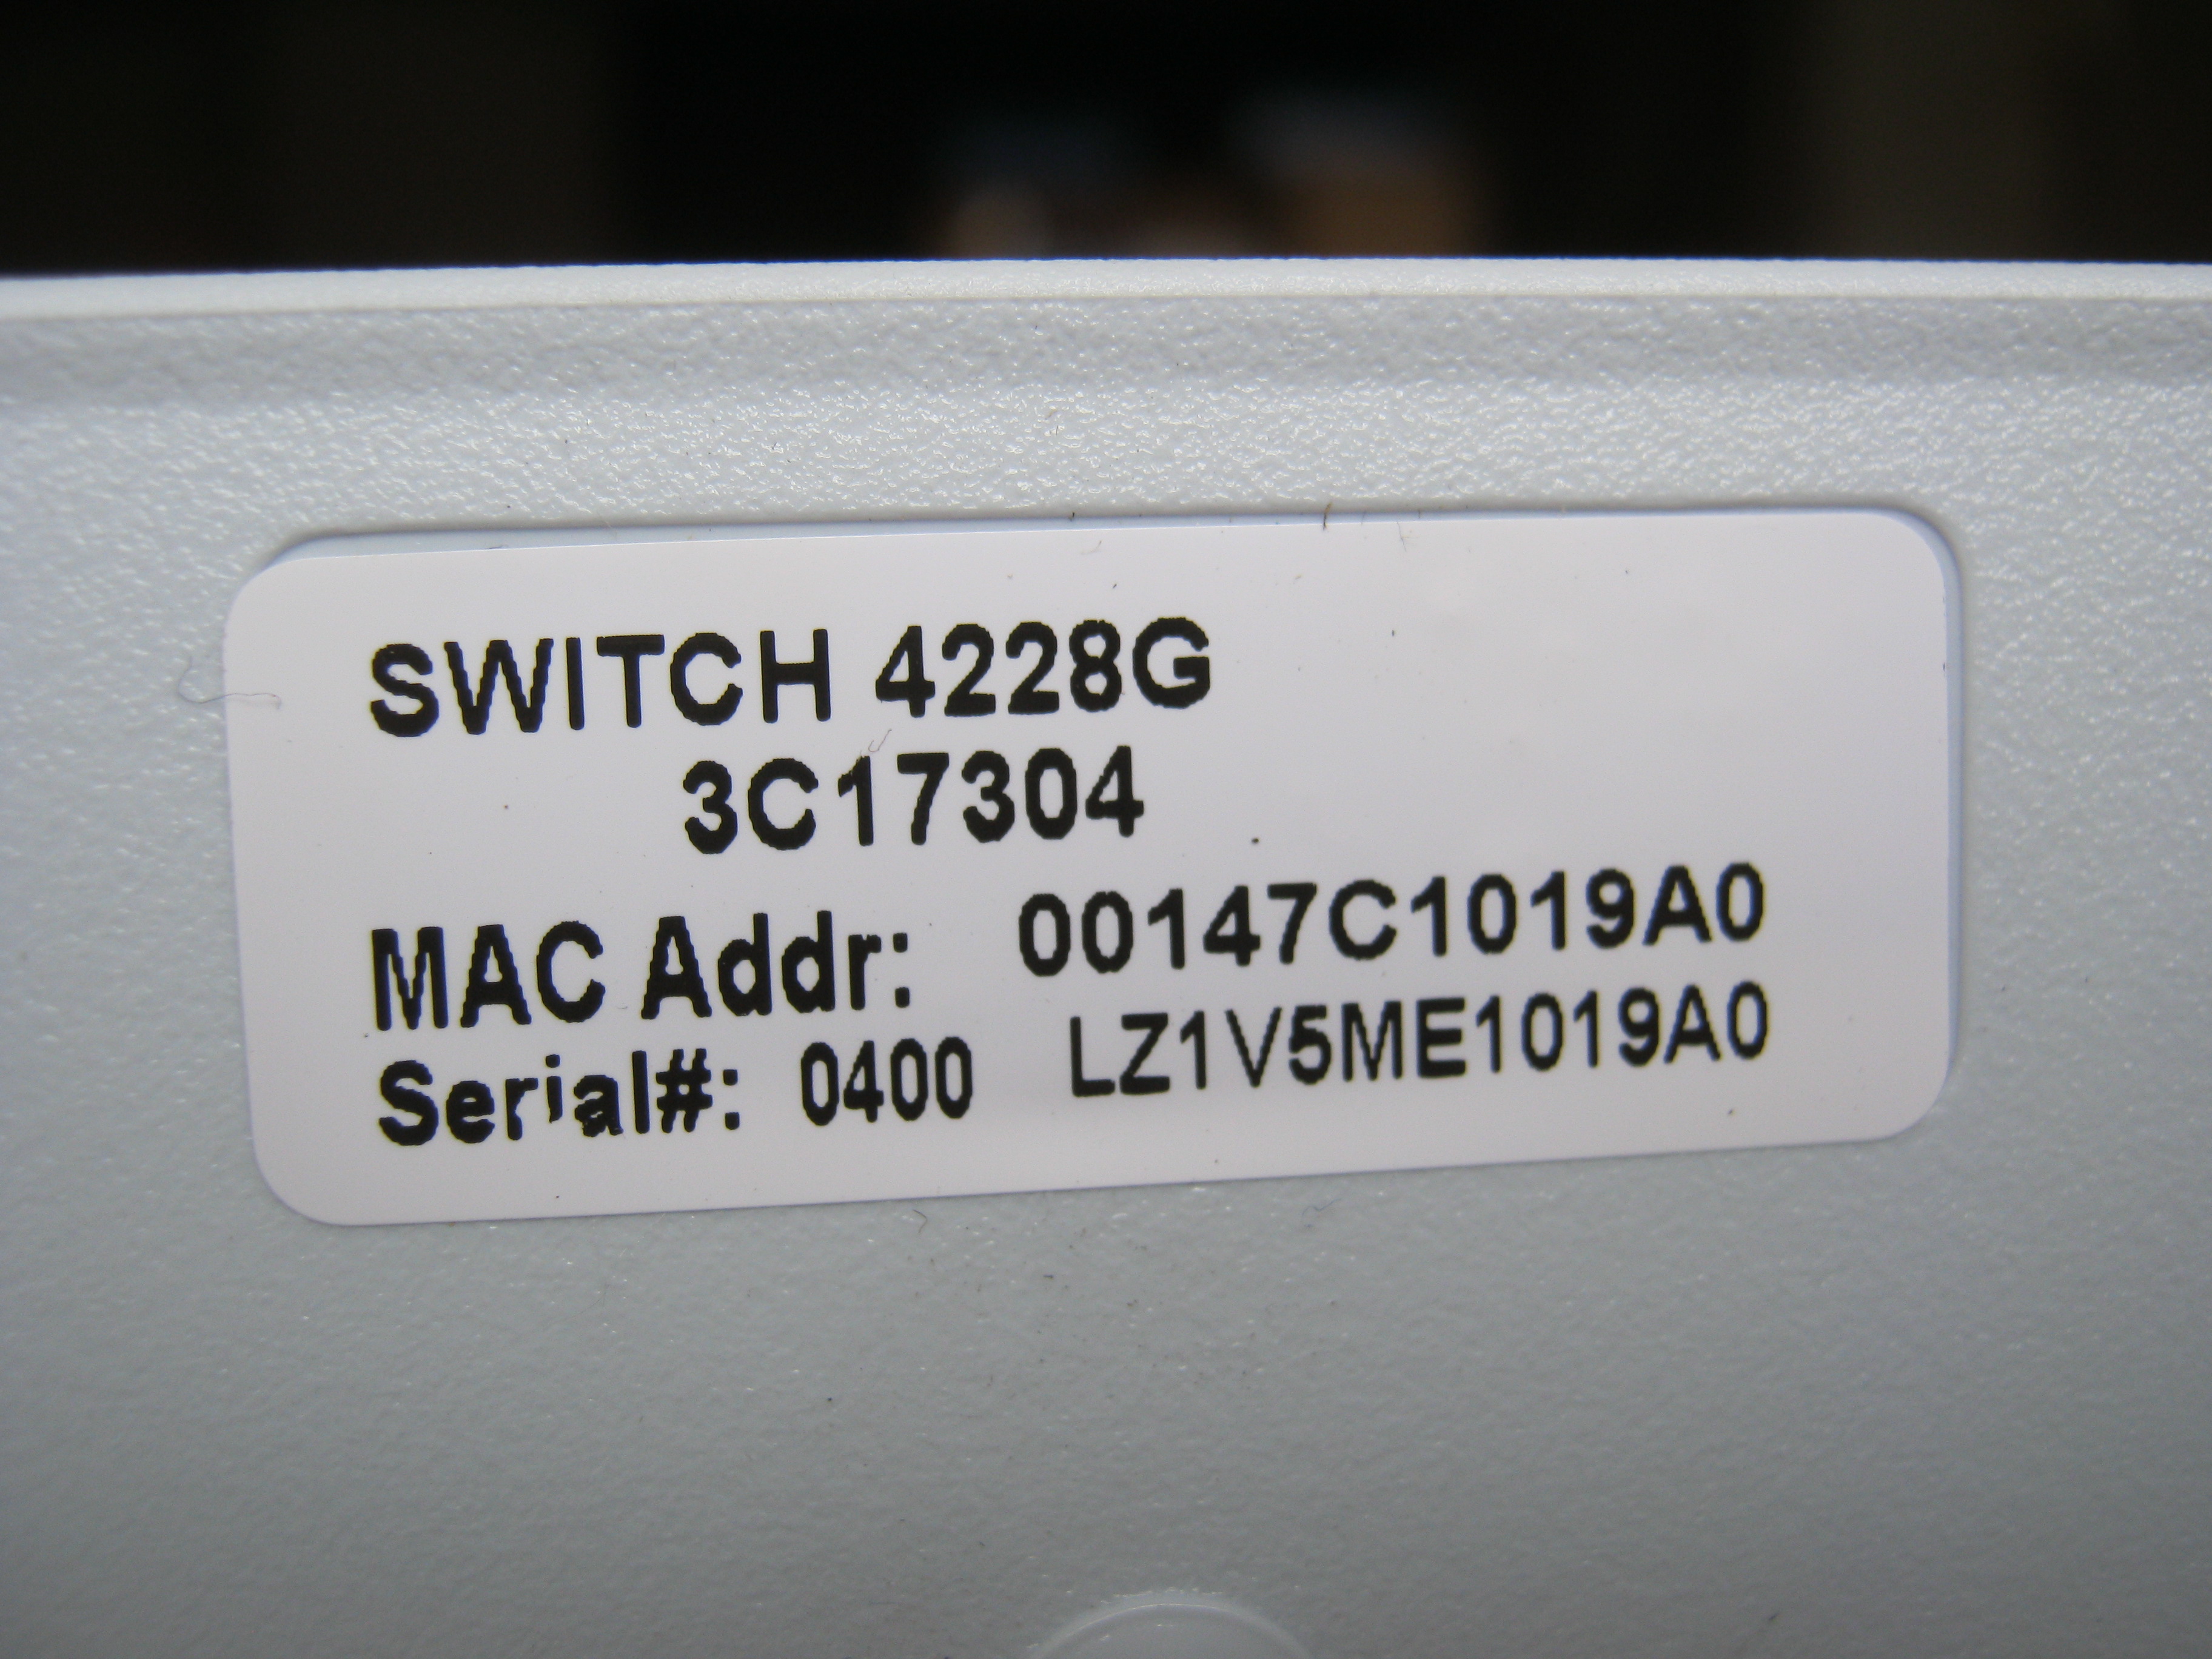 SWITCH 4228G
3C17304
MAC Addr: 00147C1019A0
Serial#: 0400 LZ1V5ME1019A0